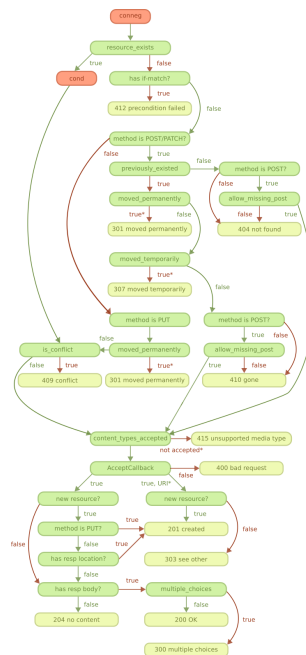 conneg
resource_exists
true
false
cond
has if-match?
true
false
412 precondition failed
method is POST/PATCH?
false
true
false
previously_existed
method is POST?
true
false
true
moved_permanently
allow_missing_post
true*
false
false
true
301 moved permanently
404 not found
moved_temporarily
true*
false
307 moved temporarily
method is PUT
method is POST?
true
true
false
is_conflict
false
moved_permanently
allow_missing_post
false
true
true*
true
false
409 conflict
301 moved permanently
410 gone
content_types_accepted
415 unsupported media type
not accepted*
AcceptCallback
400 bad request
true
true, URI*
false
new resource?
new resource?
true
true
false
method is PUT?
true
201 created
false
false
true
has resp location?
303 see other
false
has resp body?
multiple_choices
false
true
false
204 no content
200 OK
true
300 multiple choices